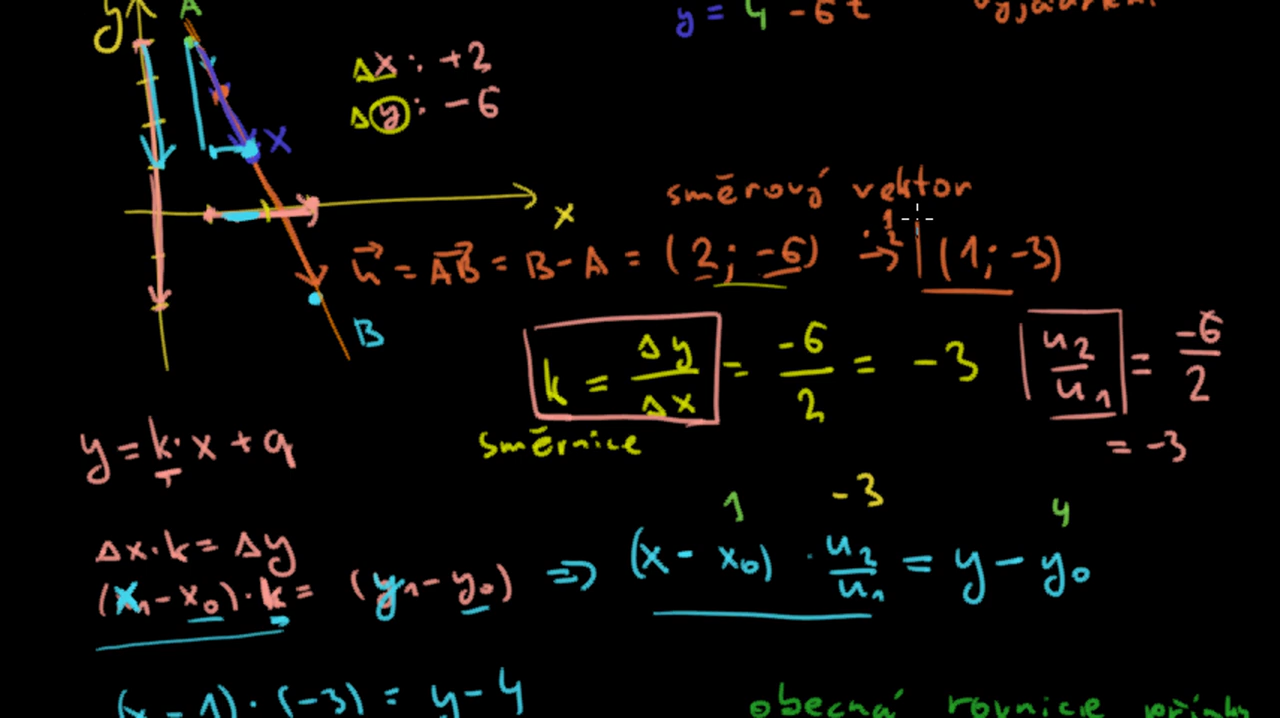 y = 4 - 6t
y A
Δx: +2
Δy: -6
X
směrový vektor
x
u⃗ = AB⃗ = B - A = (2; -6) ·½ → (1; -3)
B
k = Δy/Δx = -6/2 = -3
u₂/u₁ = -6/2
= -3
směrnice
y = k·x + q
1 -3 4
Δx·k = Δy
(x₁ - x₀)·k = (y₁ - y₀) ⇒ (x - x₀) · u₂/u₁ = y - y₀
(x - 1)·(-3) = y - 4
obecná rovnice